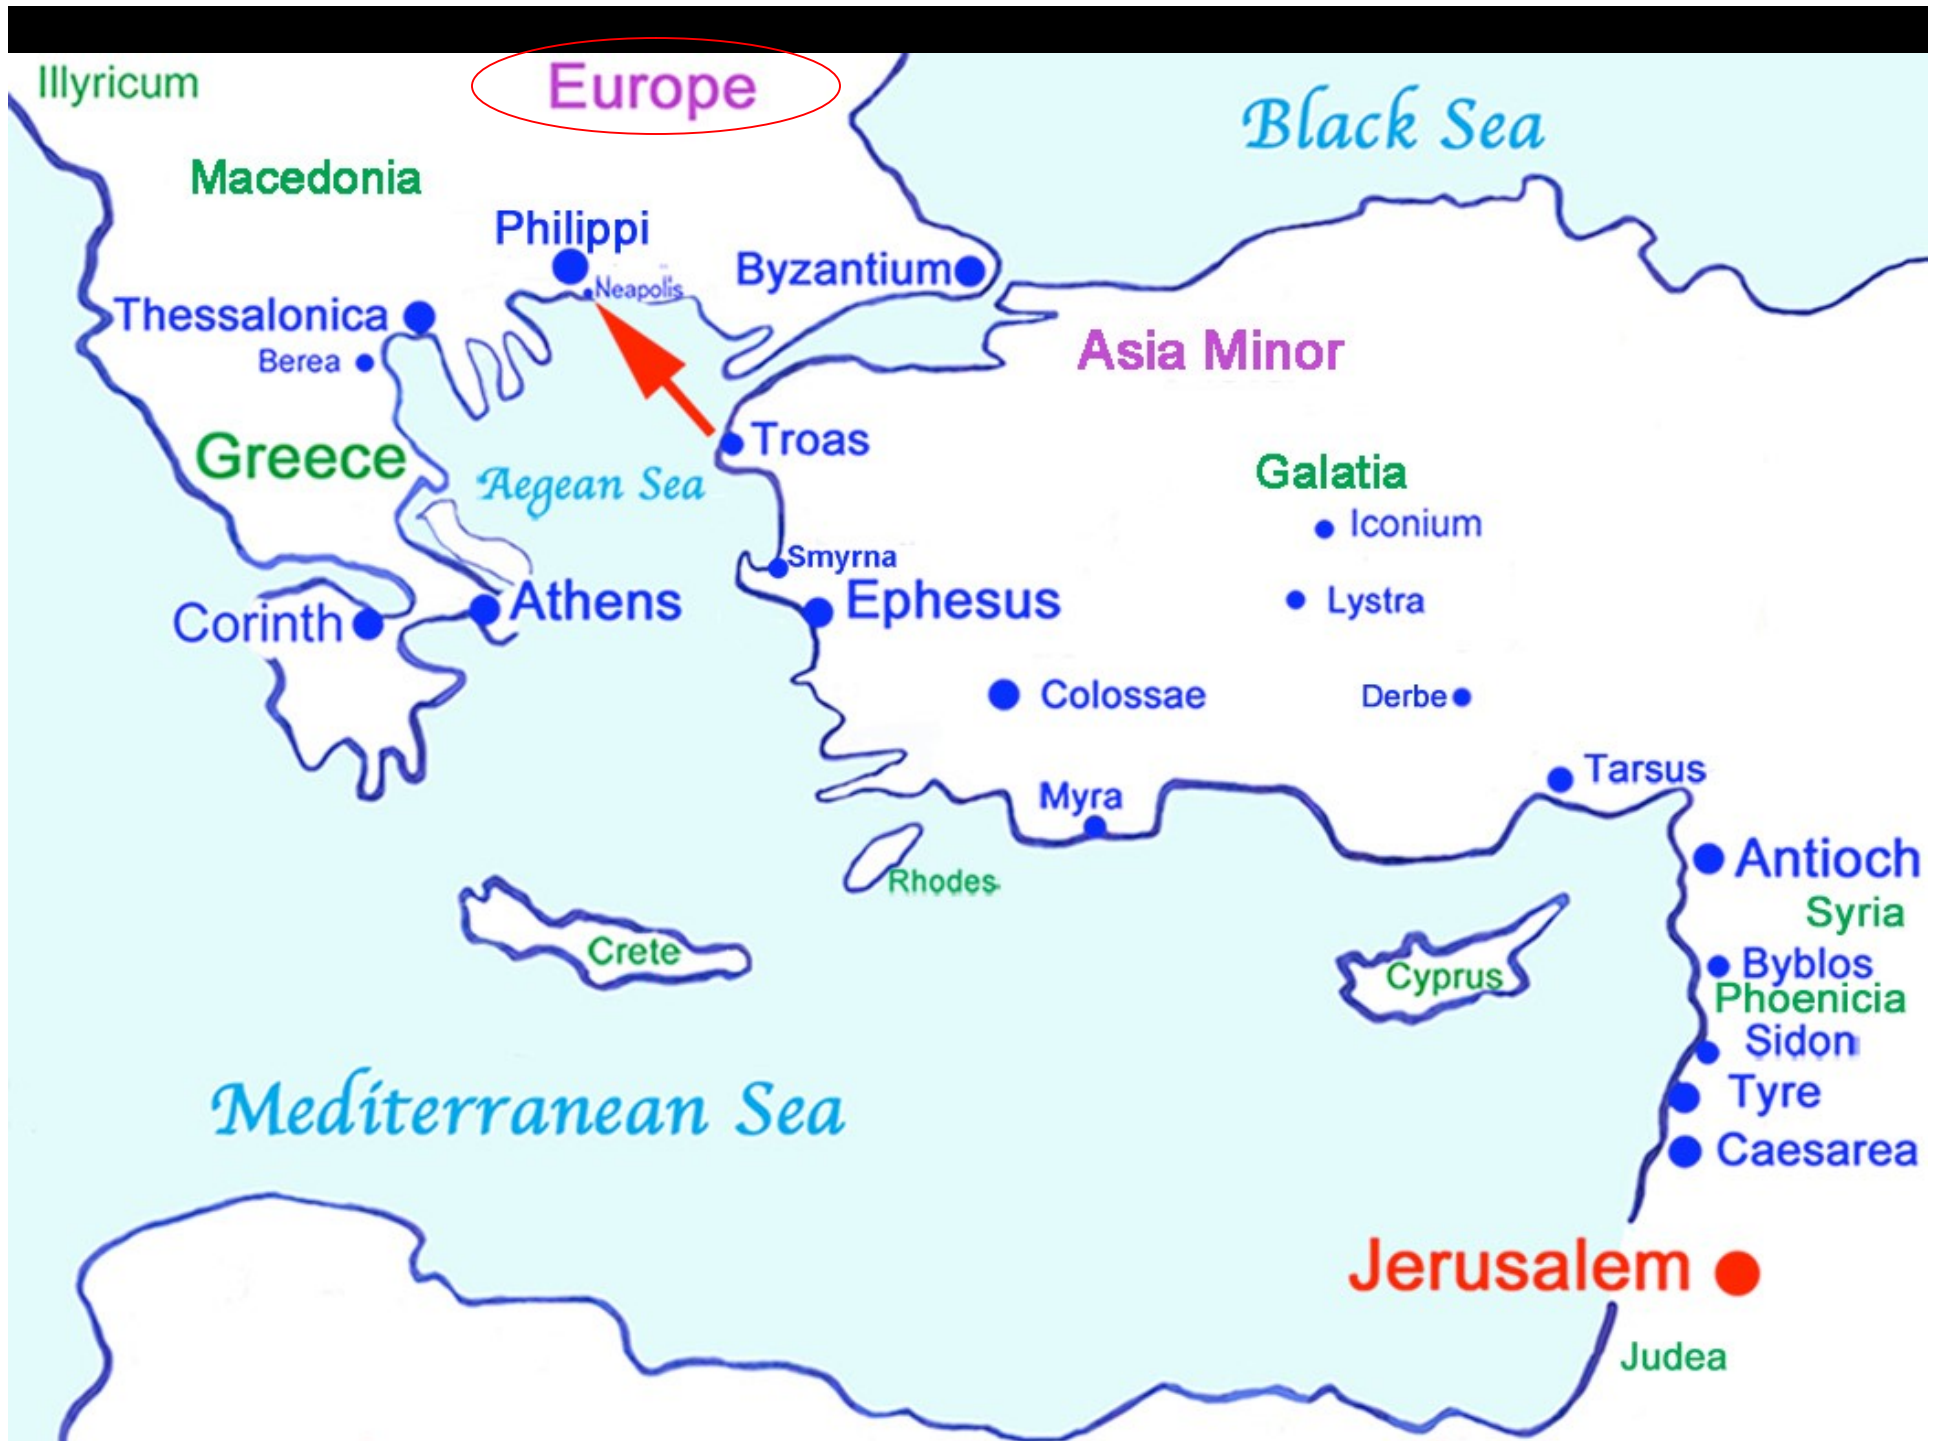 Illyricum
Europe
Black Sea
Macedonia
Philippi
Byzantium
Neapolis
Thessalonica
Berea
Asia Minor
Troas
Greece
Aegean Sea
Galatia
Iconium
Smyrna
Athens
Ephesus
Lystra
Corinth
Colossae
Derbe
Tarsus
Myra
Antioch
Rhodes
Syria
Crete
Byblos
Cyprus
Phoenicia
Sidon
Tyre
Mediterranean Sea
Caesarea
Jerusalem
Judea